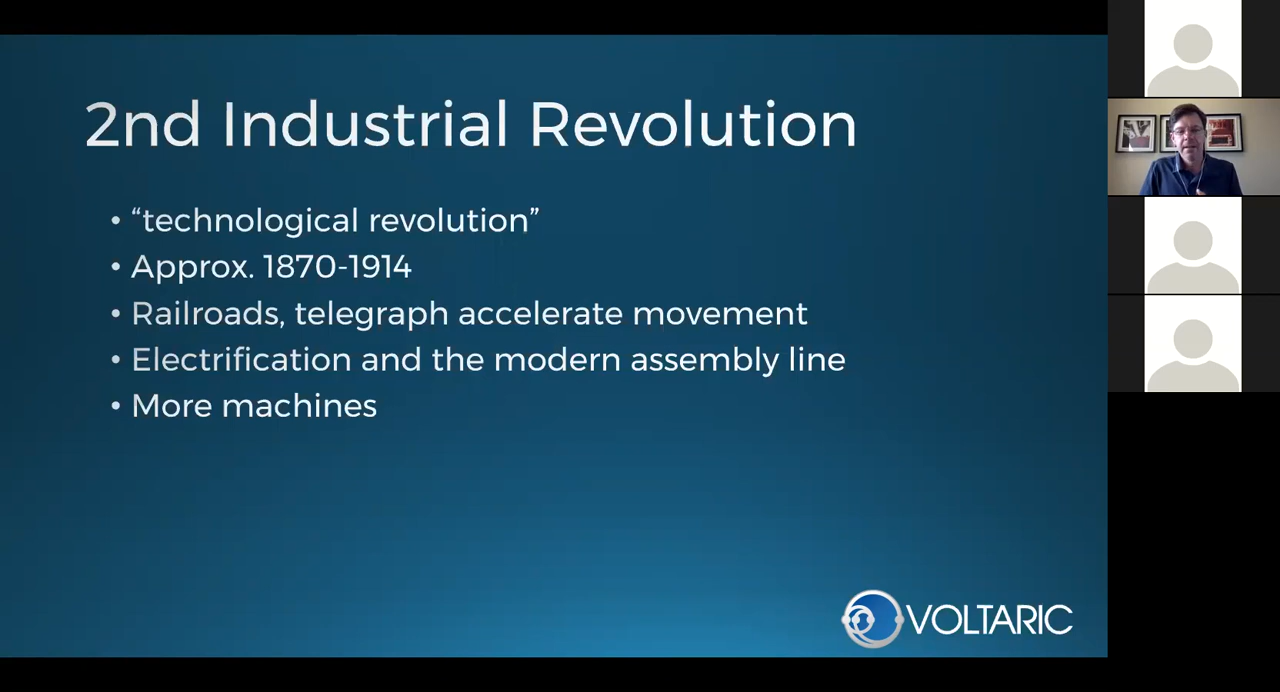 2nd Industrial Revolution
• “technological revolution”
• Approx. 1870-1914
• Railroads, telegraph accelerate movement
• Electrification and the modern assembly line
• More machines
VOLTARIC